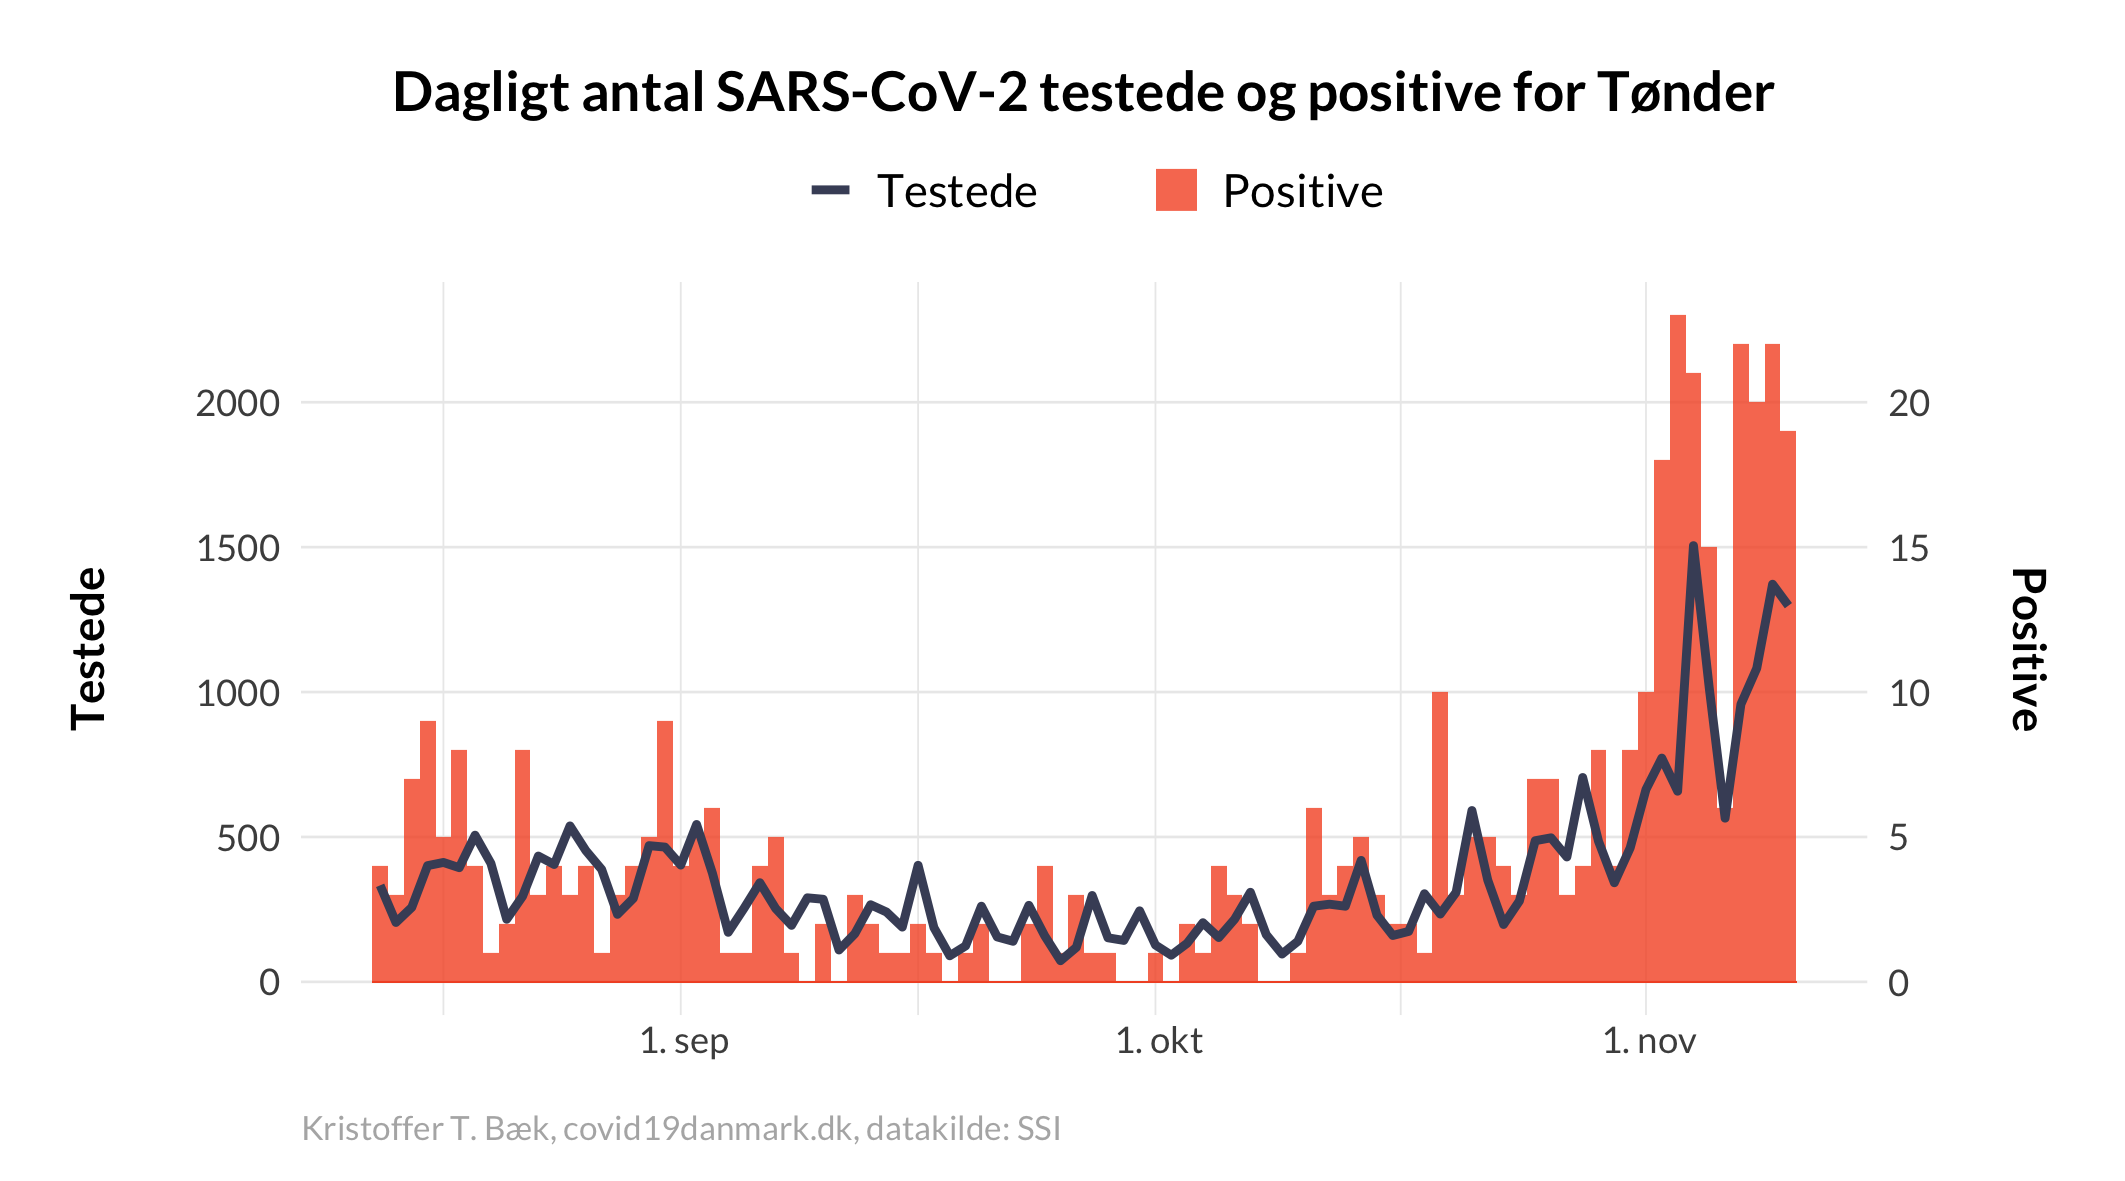 Dagligt antal SARS-CoV-2 testede og positive for Tønder
Testede
Positive
2000
1500
1000
500
0
20
15
10
5
0
Testede
Positive
1. sep
1. okt
1. nov
Kristoffer T. Bæk, covid19danmark.dk, datakilde: SSI